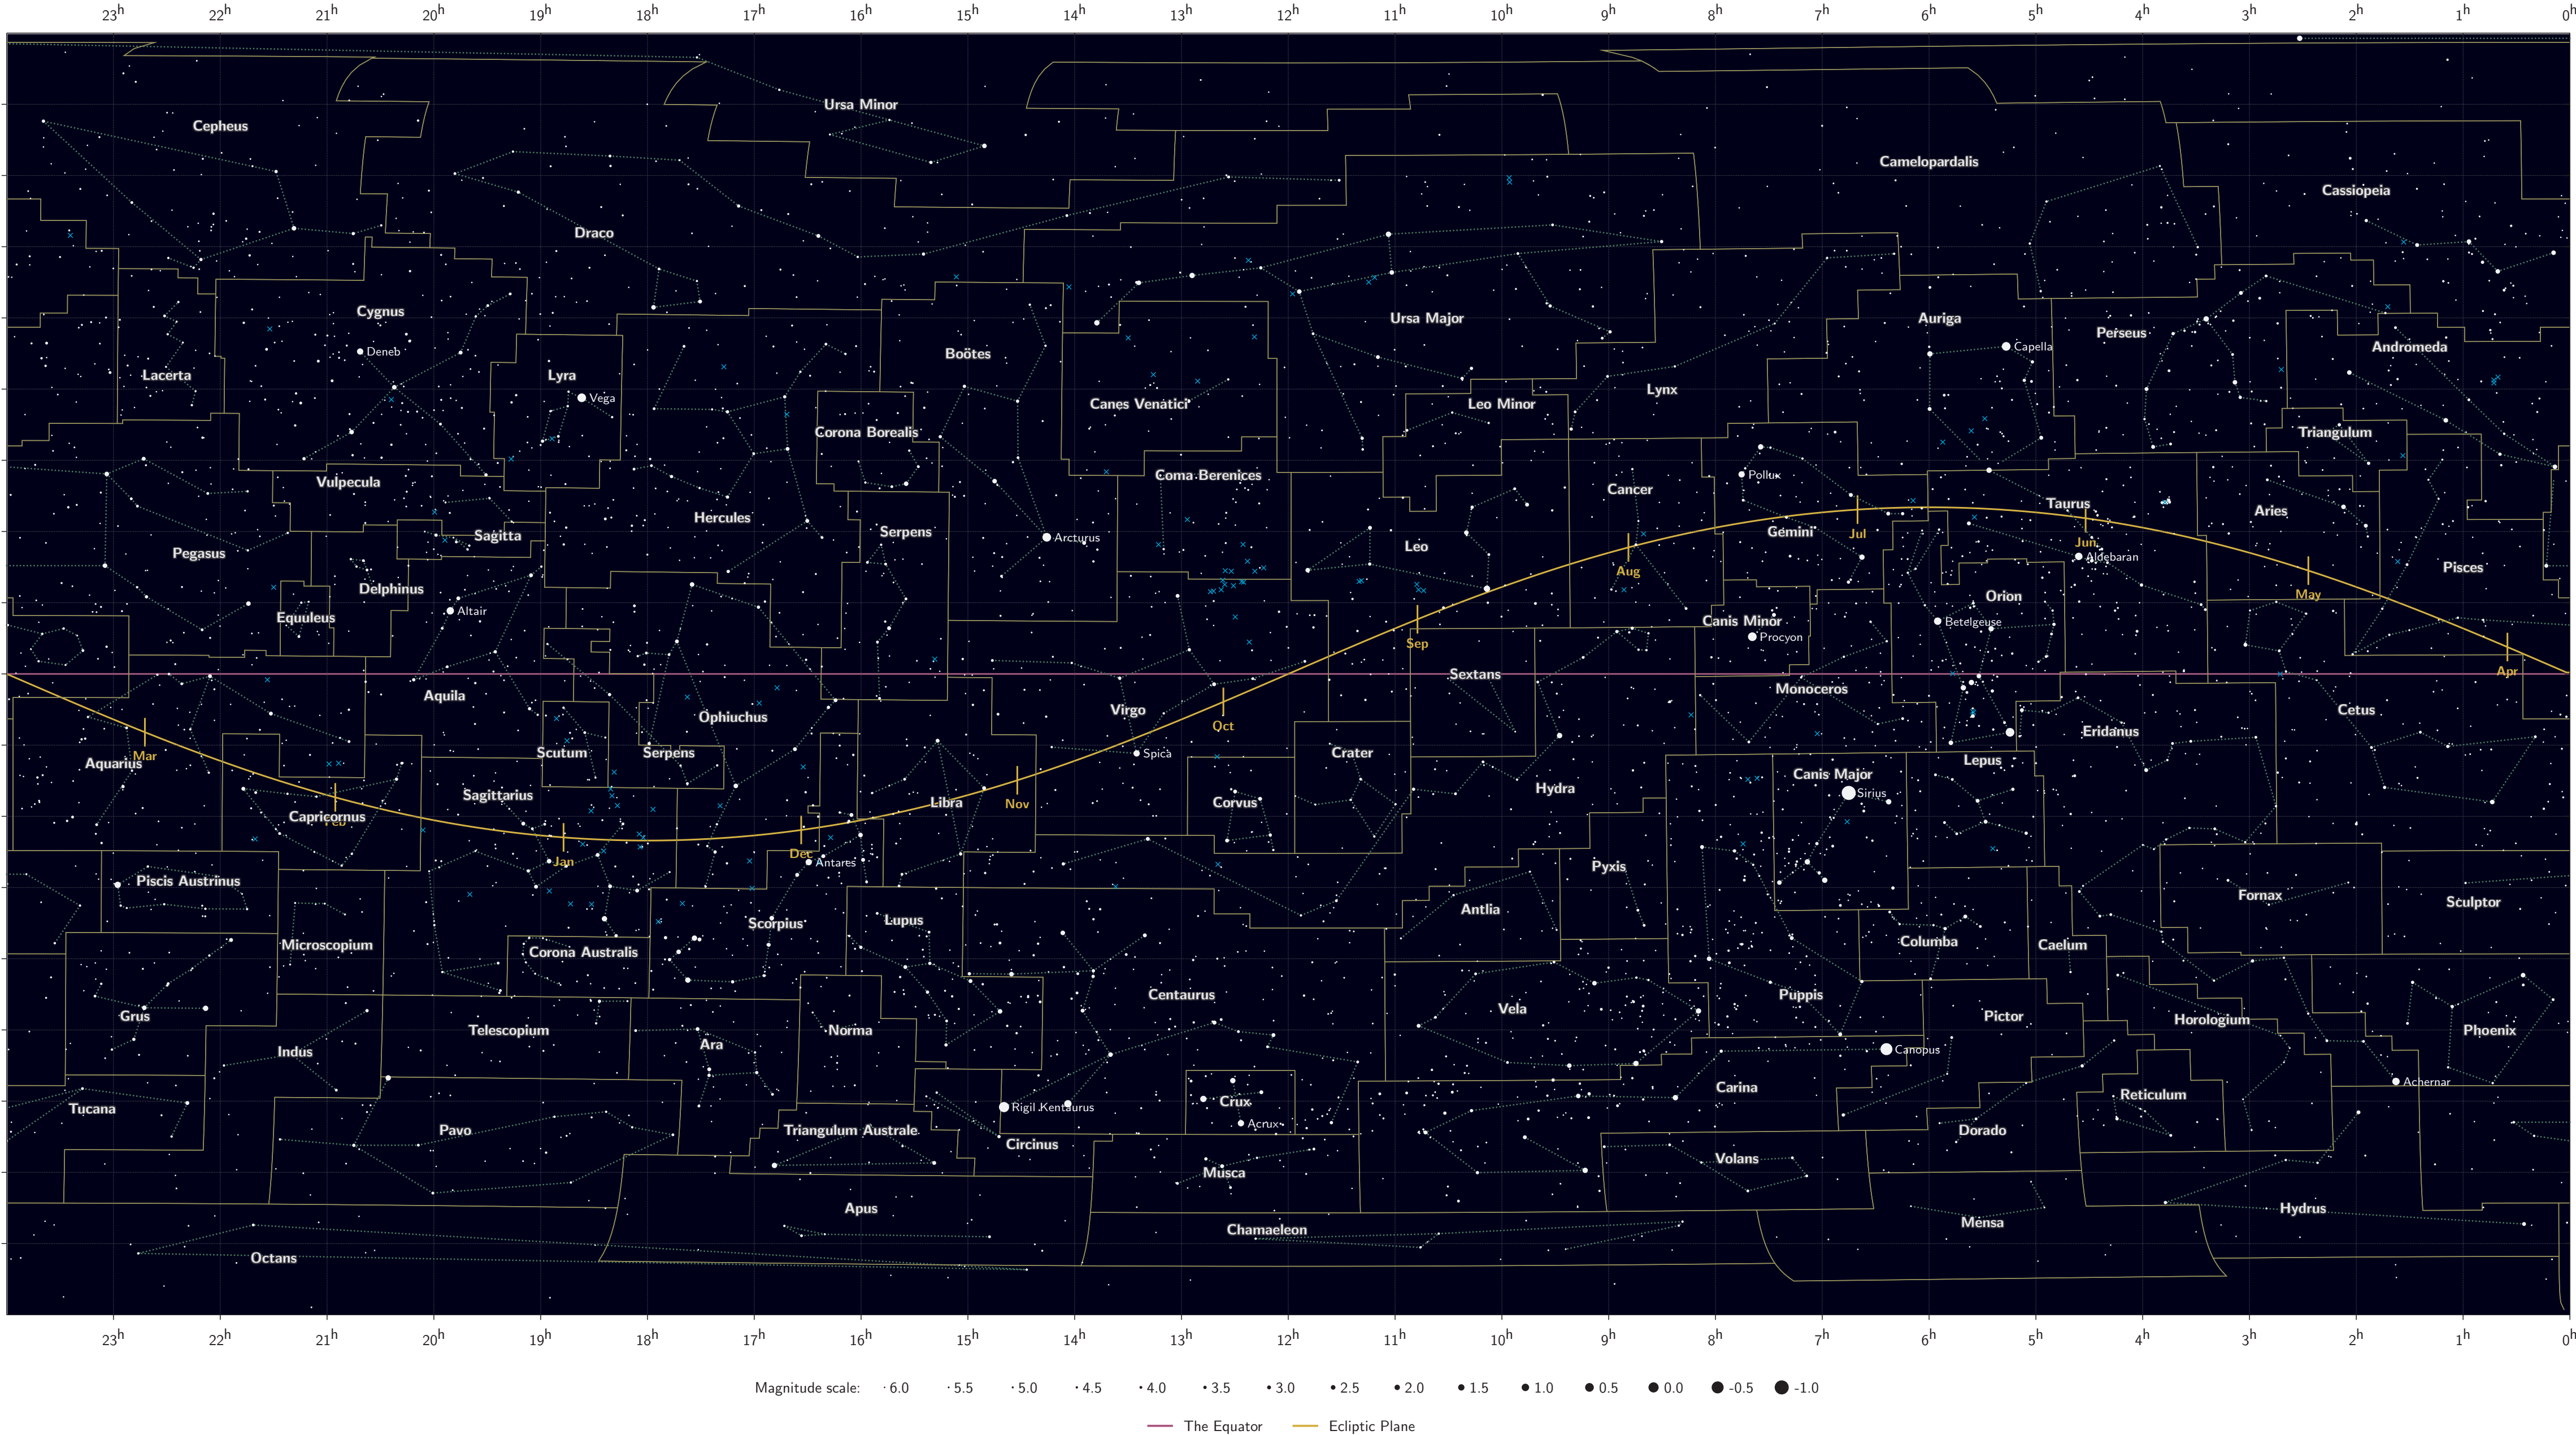 23h 22h 21h 20h 19h 18h 17h 16h 15h 14h 13h 12h 11h 10h 9h 8h 7h 6h 5h 4h 3h 2h 1h 0h
Ursa Minor
Cepheus
Camelopardalis
Cassiopeia
Draco
Cygnus
Ursa Major
Auriga
Perseus
Capella
Andromeda
Deneb
Boötes
Lacerta
Lyra
Lynx
Vega
Canes Venatici
Leo Minor
Corona Borealis
Triangulum
Coma Berenices
Pollux
Vulpecula
Cancer
Hercules
Taurus
Aries
Sagitta
Serpens
Gemini
Jul
Arcturus
Jun
Pegasus
Leo
Aldebaran
Pisces
Aug
Delphinus
Orion
May
Altair
Equuleus
Canis Minor
Betelgeuse
Procyon
Sep
Sextans
Apr
Aquila
Monoceros
Virgo
Cetus
Ophiuchus
Oct
Eridanus
Scutum
Serpens
Spica
Crater
Mar
Aquarius
Lepus
Canis Major
Hydra
Sirius
Sagittarius
Libra
Nov
Corvus
Capricornus
Feb
Dec
Jan
Antares
Pyxis
Piscis Austrinus
Fornax
Sculptor
Antlia
Lupus
Scorpius
Microscopium
Corona Australis
Columba
Caelum
Centaurus
Puppis
Vela
Grus
Telescopium
Norma
Pictor
Horologium
Phoenix
Ara
Indus
Canopus
Achernar
Carina
Reticulum
Tucana
Rigil Kentaurus
Crux
Acrux
Pavo
Triangulum Australe
Circinus
Dorado
Volans
Musca
Apus
Hydrus
Mensa
Chamaeleon
Octans
23h 22h 21h 20h 19h 18h 17h 16h 15h 14h 13h 12h 11h 10h 9h 8h 7h 6h 5h 4h 3h 2h 1h 0h
Magnitude scale: 6.0 5.5 5.0 4.5 4.0 3.5 3.0 2.5 2.0 1.5 1.0 0.5 0.0 -0.5 -1.0
The Equator Ecliptic Plane